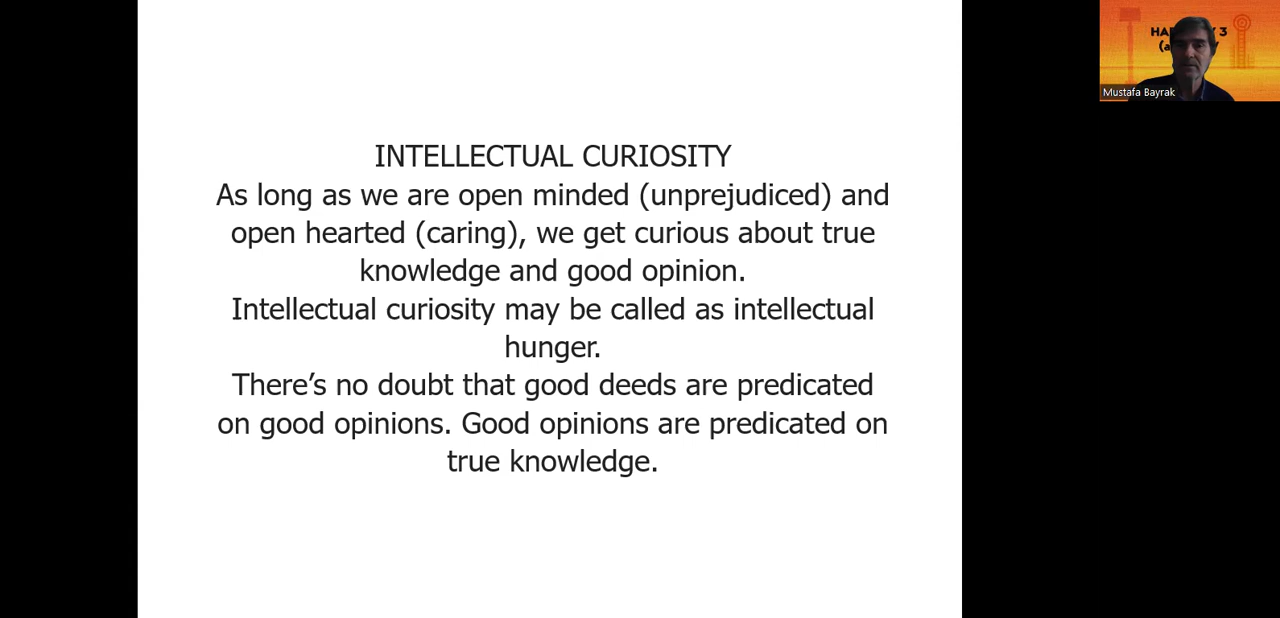 INTELLECTUAL CURIOSITY
As long as we are open minded (unprejudiced) and
open hearted (caring), we get curious about true
knowledge and good opinion.
Intellectual curiosity may be called as intellectual
hunger.
There's no doubt that good deeds are predicated
on good opinions. Good opinions are predicated on
true knowledge.
Mustafa Bayrak